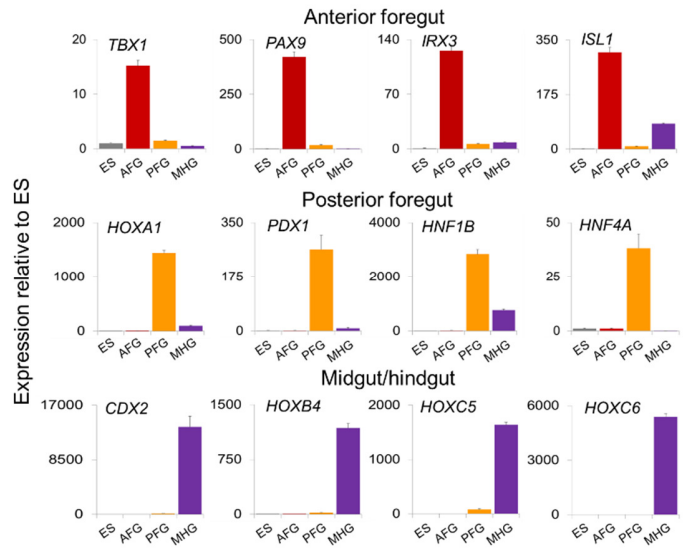 Anterior foregut
TBX1 PAX9 IRX3 ISL1
20 500 140 350
15
10 250 70 175
5
0 0 0 0
ES AFG PFG MHG ES AFG PFG MHG ES AFG PFG MHG ES AFG PFG MHG
Expression relative to ES
Posterior foregut
HOXA1 PDX1 HNF1B HNF4A
2000 350 4000 50
1000 175 2000 25
0 0 0 0
ES AFG PFG MHG ES AFG PFG MHG ES AFG PFG MHG ES AFG PFG MHG
Midgut/hindgut
CDX2 HOXB4 HOXC5 HOXC6
17000 1500 2000 6000
8500 750 1000 3000
0 0 0 0
ES AFG PFG MHG ES AFG PFG MHG ES AFG PFG MHG ES AFG PFG MHG